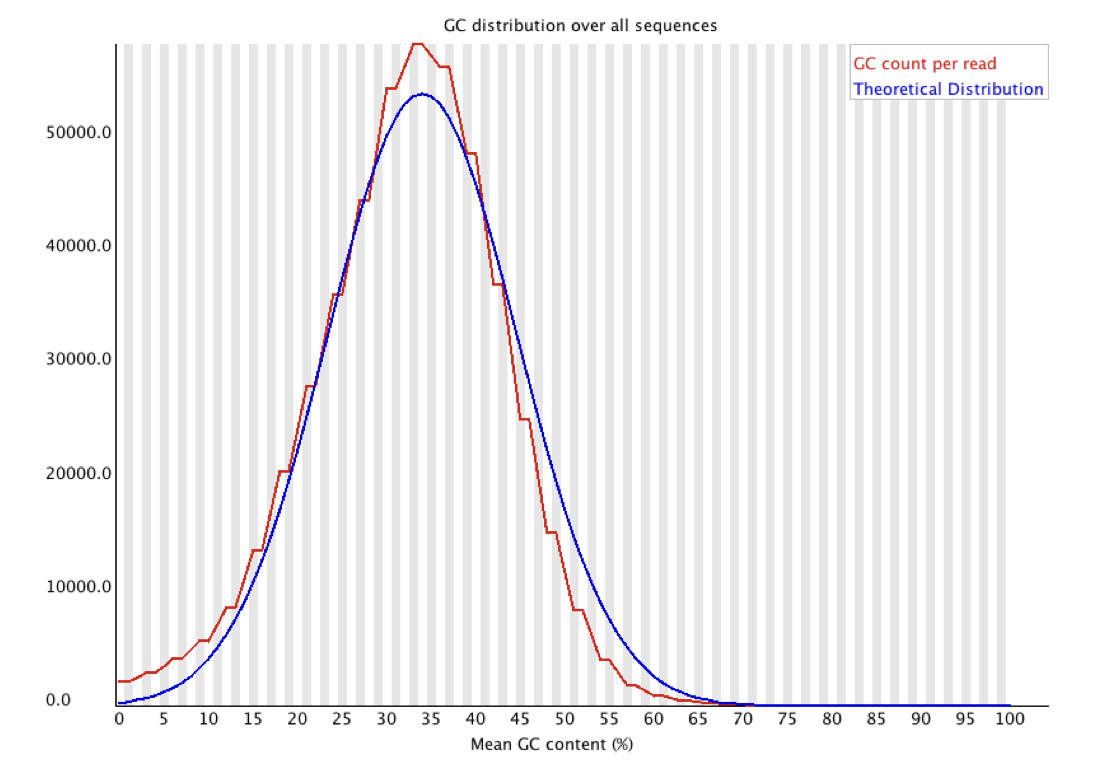 GC distribution over all sequences
GC count per read
Theoretical Distribution
50000.0
40000.0
30000.0
20000.0
10000.0
0.0
0 5 10 15 20 25 30 35 40 45 50 55 60 65 70 75 80 85 90 95 100
Mean GC content (%)